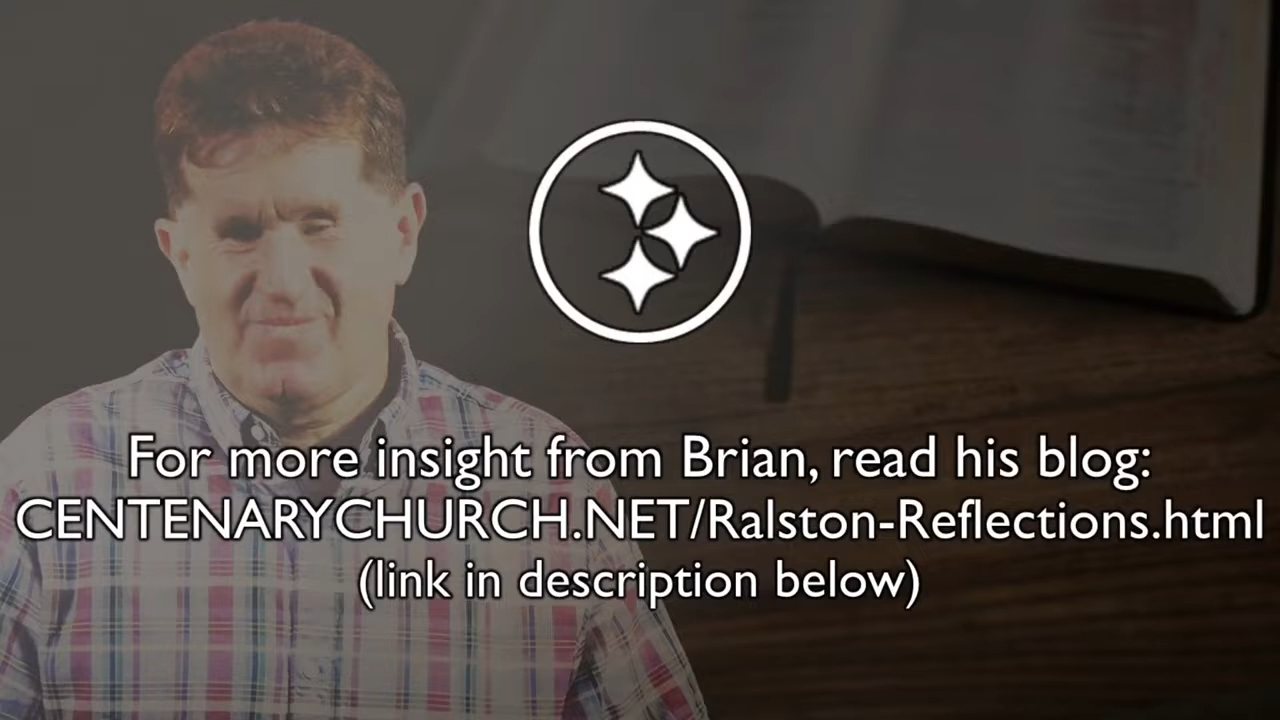 For more insight from Brian, read his blog:
CENTENARYCHURCH.NET/Ralston-Reflections.html
(link in description below)